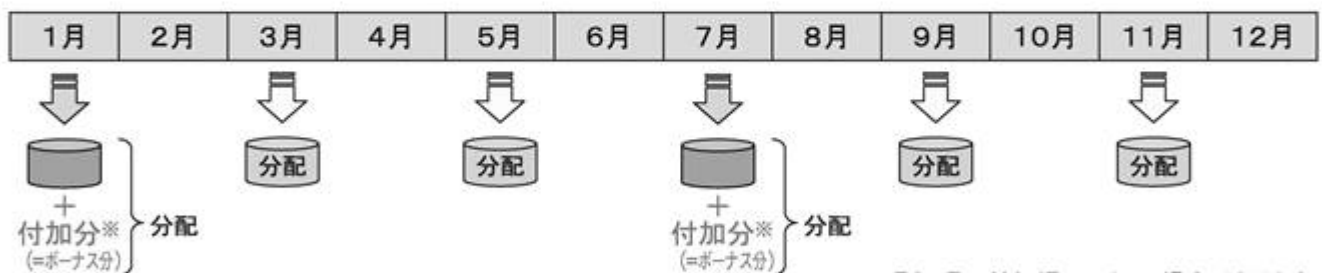 1月 2月 3月 4月 5月 6月 7月 8月 9月 10月 11月 12月
分配 分配 分配 分配
+ +
付加分※ 分配 付加分※ 分配
(=ボーナス分) (=ボーナス分)